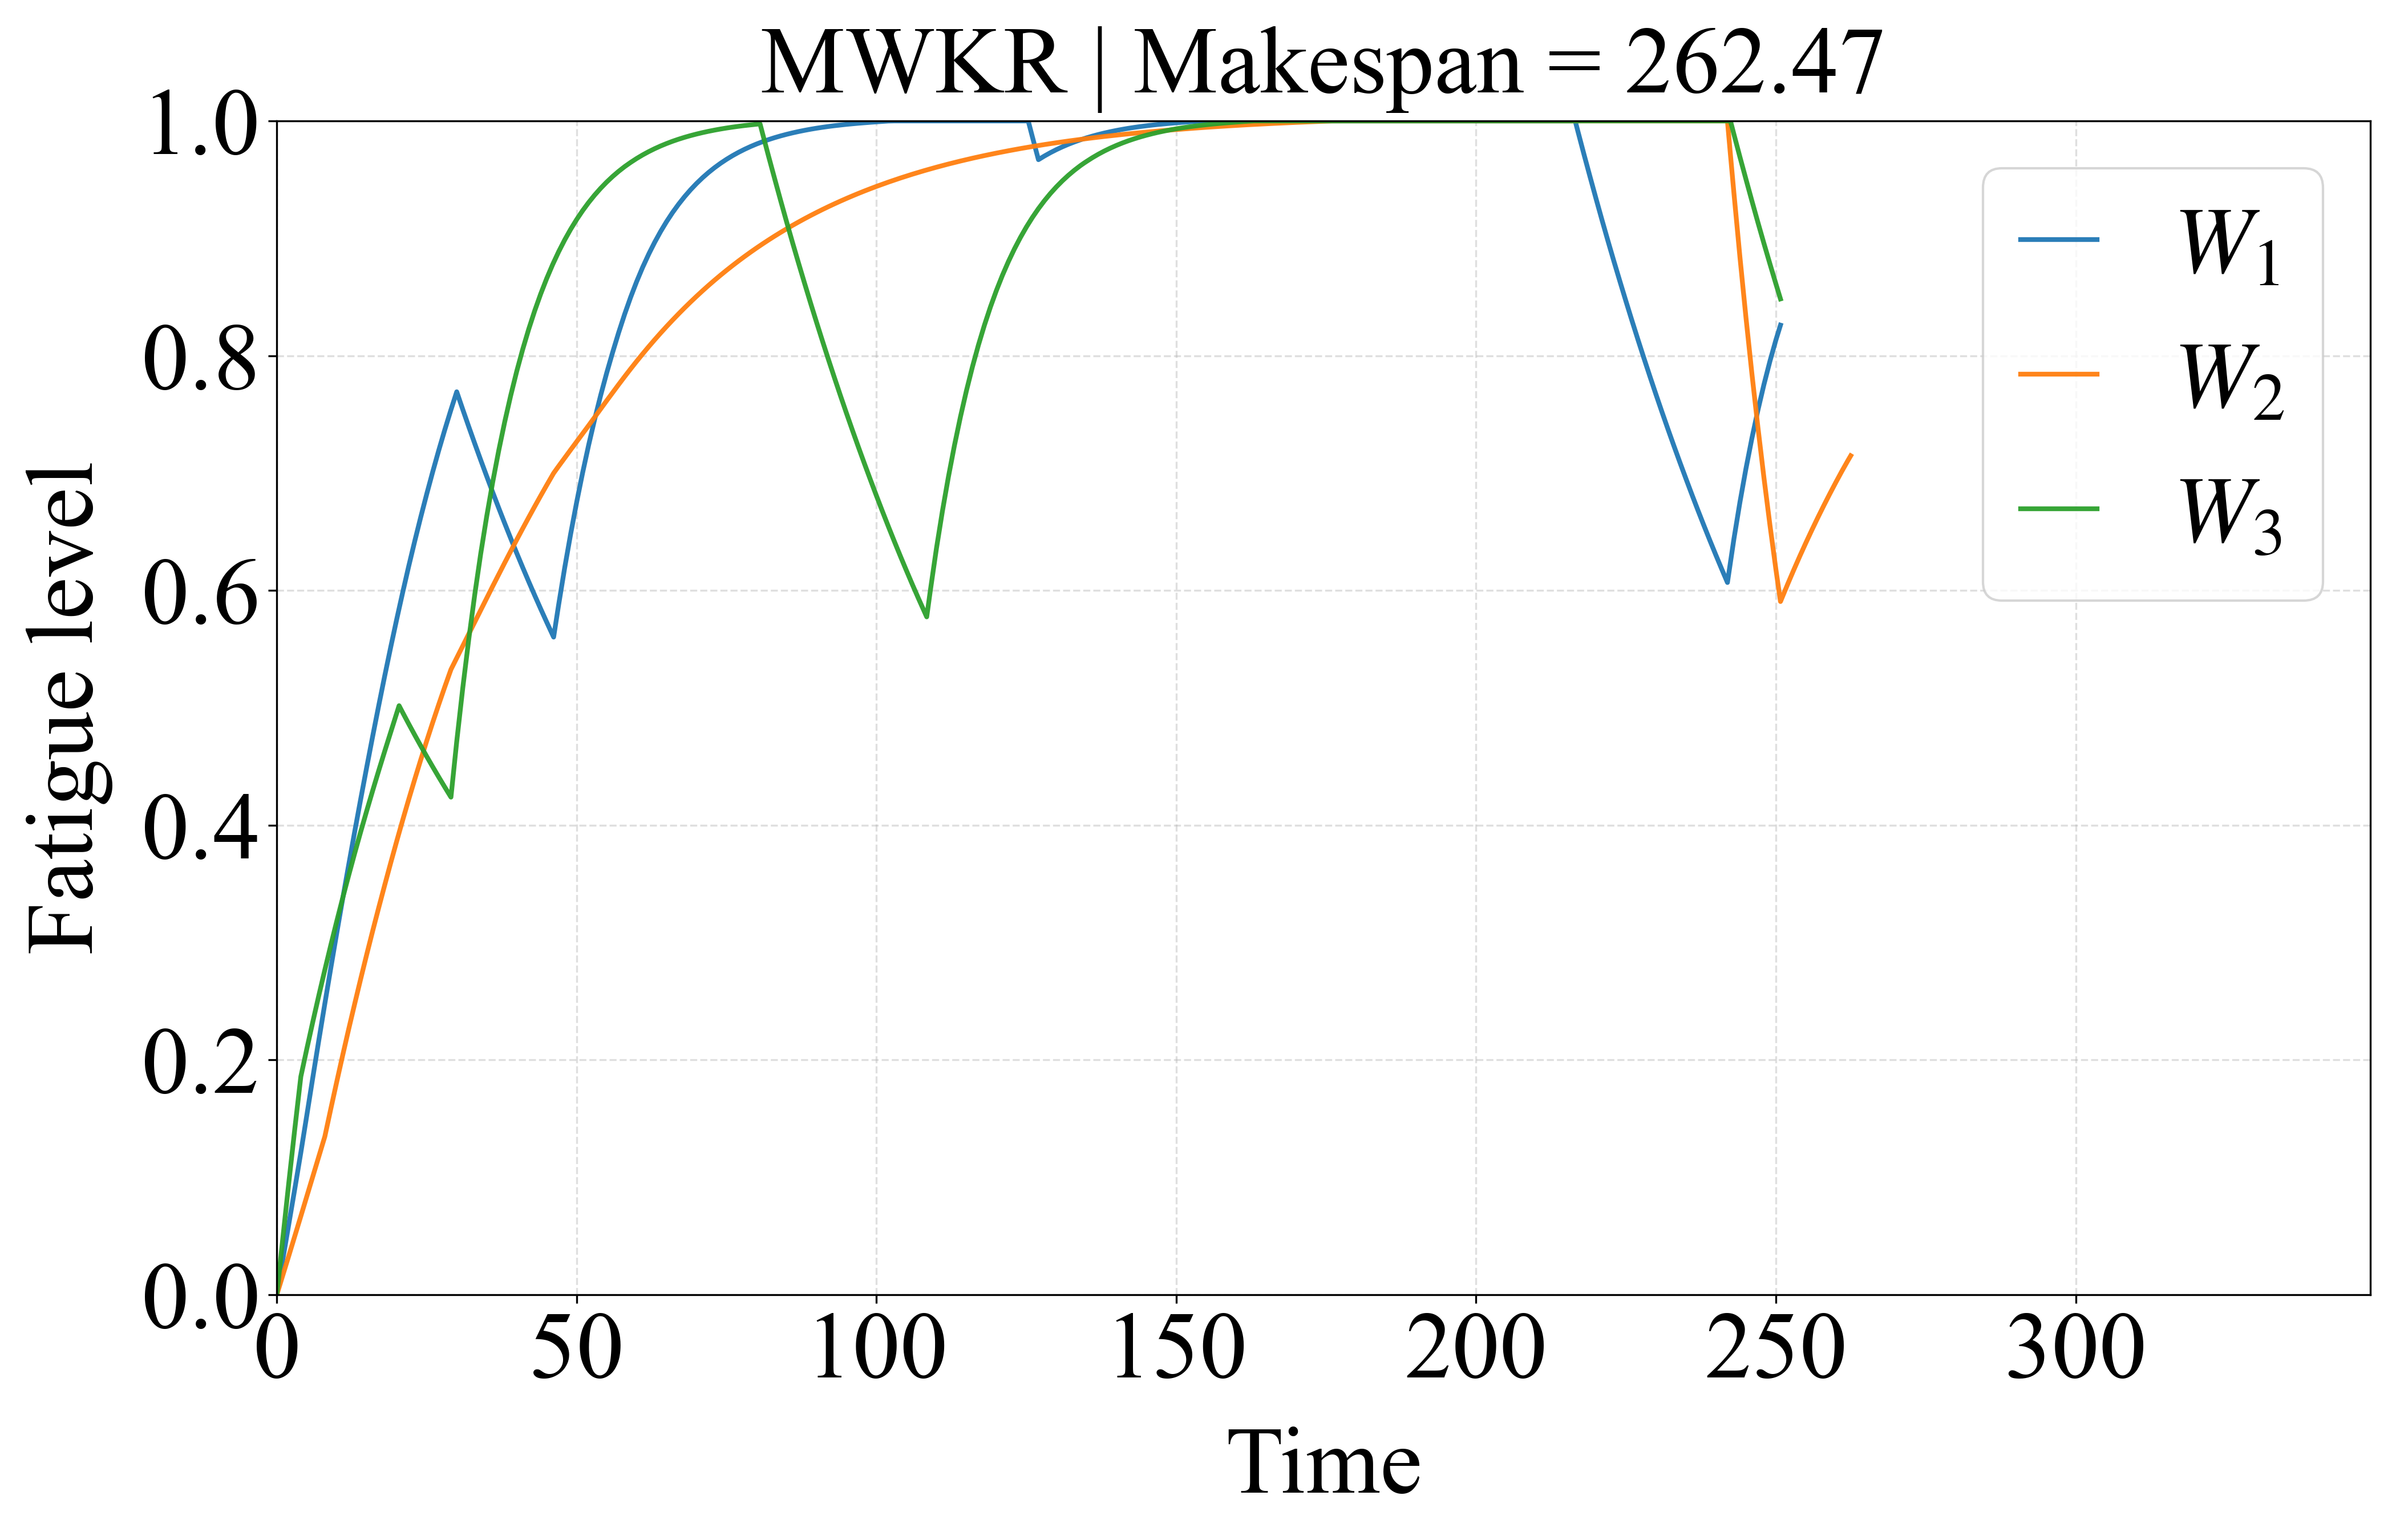 MWKR | Makespan = 262.47
1.0
0.8
0.6
0.4
0.2
0.0
Fatigue level
0 50 100 150 200 250 300
Time
W₁
W₂
W₃